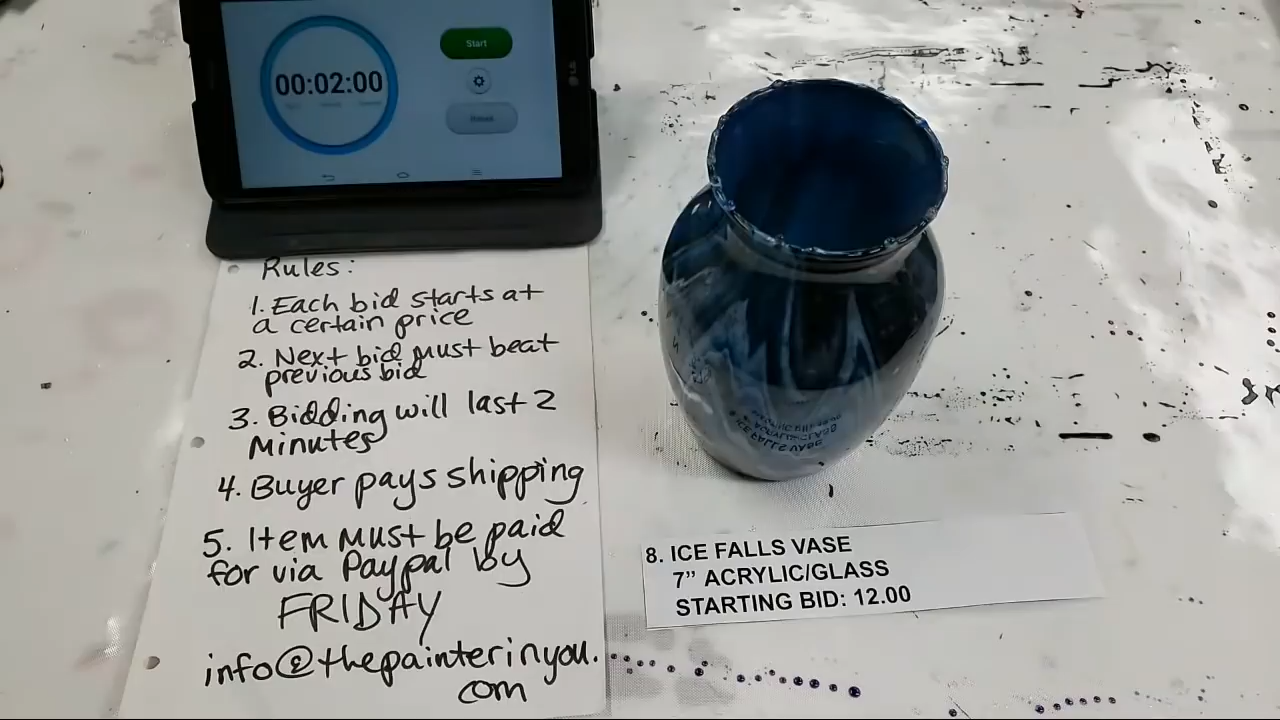 Start
00:02:00
Reset
LG
Rules:
1. Each bid starts at
a certain price
2. Next bid must beat
previous bid
3. Bidding will last 2
Minutes
4. Buyer pays shipping
5. Item must be paid
for via Paypal by
FRIDAY
info@thepainterinyou.
com
8. ICE FALLS VASE
7” ACRYLIC/GLASS
STARTING BID: 12.00